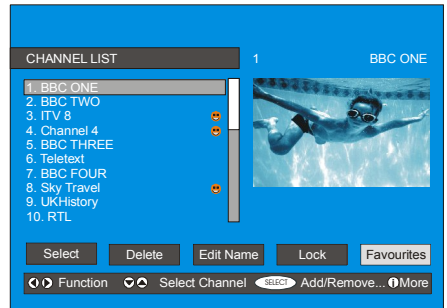 CHANNEL LIST
1 BBC ONE
1. BBC ONE
2. BBC TWO
3. ITV 8
4. Channel 4
5. BBC THREE
6. Teletext
7. BBC FOUR
8. Sky Travel
9. UKHistory
10. RTL
Select Delete Edit Name Lock Favourites
Function Select Channel SELECT Add/Remove... i More